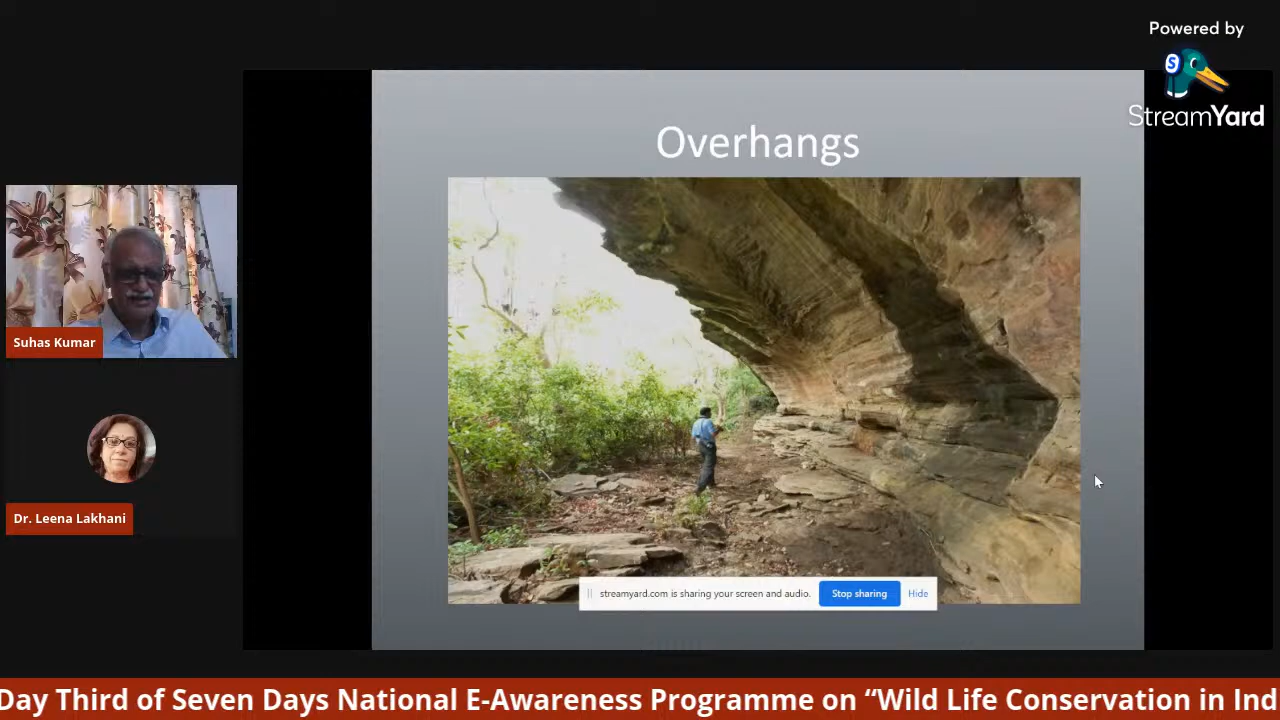 Powered by
StreamYard
Overhangs
Suhas Kumar
Dr. Leena Lakhani
streamyard.com is sharing your screen and audio. Stop sharing Hide
Day Third of Seven Days National E-Awareness Programme on “Wild Life Conservation in Ind